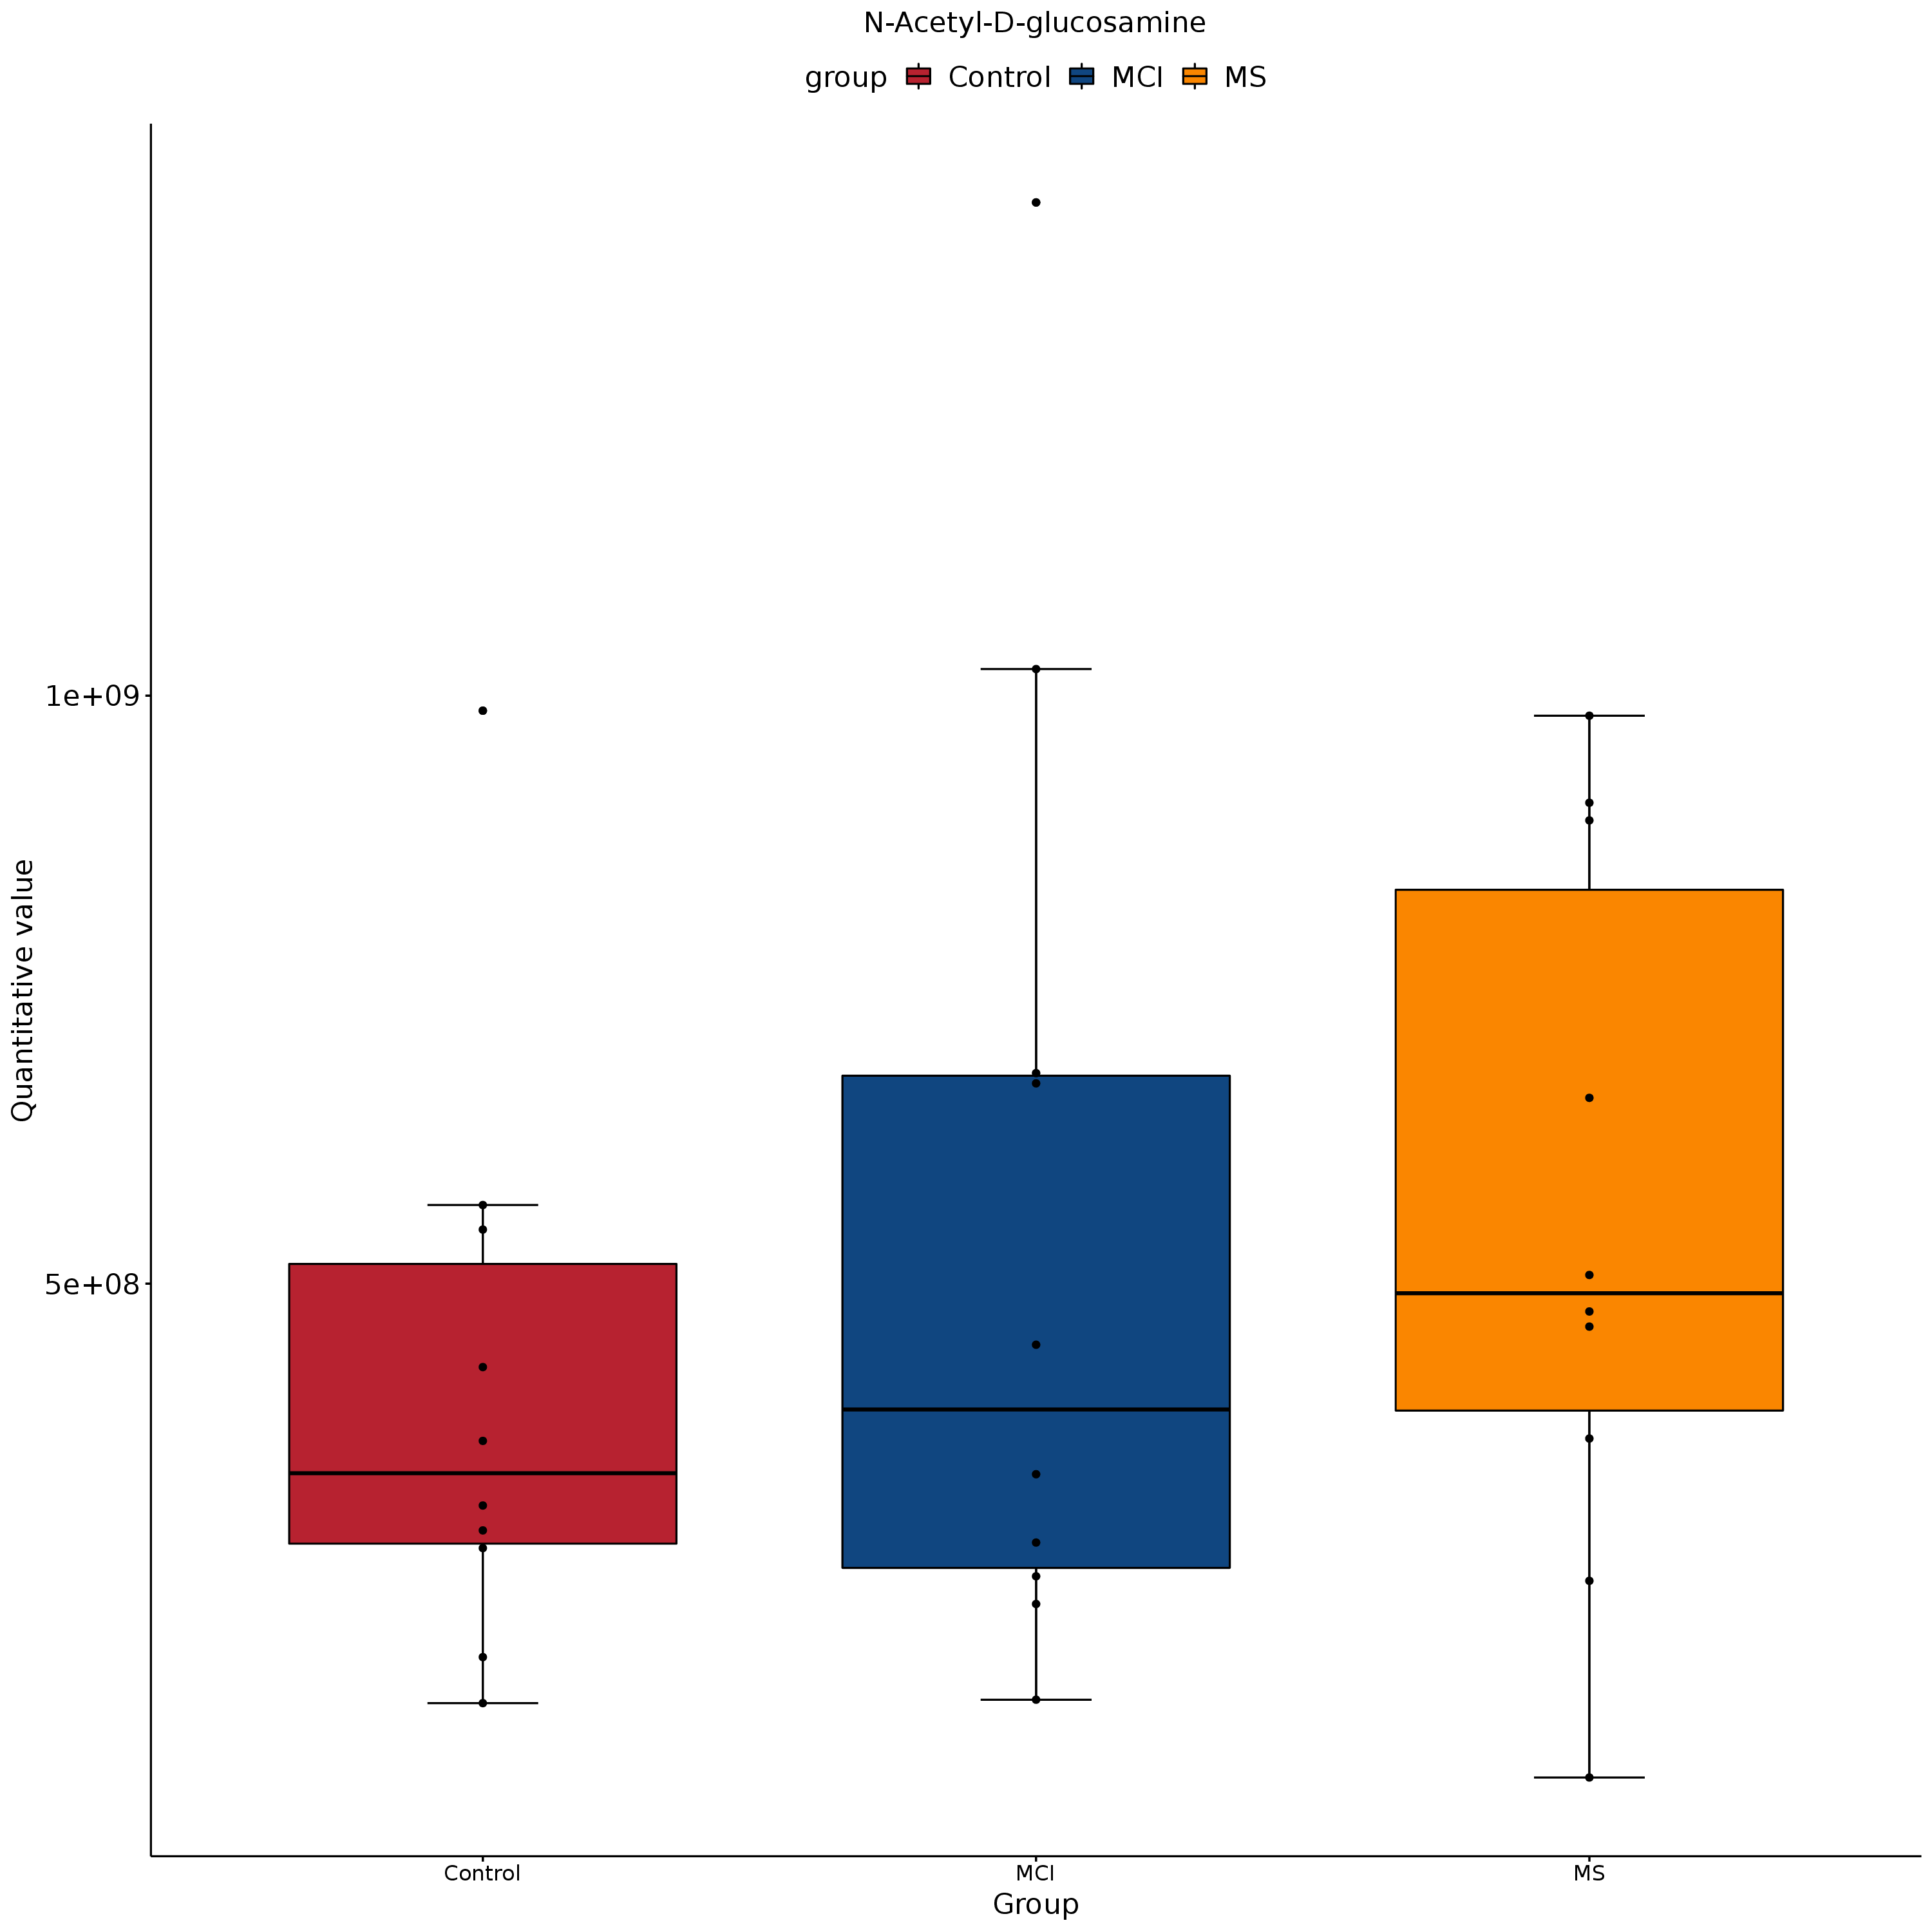 N-Acetyl-D-glucosamine
group Control MCI MS
Quantitative value
1e+09
5e+08
Control MCI MS
Group